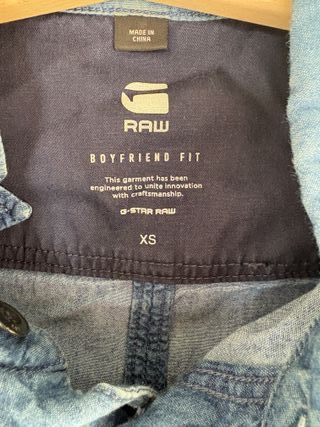 MADE IN
CHINA
RAW
BOYFRIEND FIT
This garment has been
engineered to unite innovation
with craftsmanship.
G-STAR RAW
XS